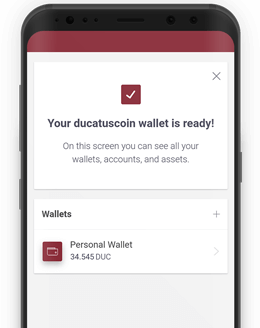 Your ducatuscoin wallet is ready!
On this screen you can see all your
wallets, accounts, and assets.
Wallets
Personal Wallet
34.545 DUC